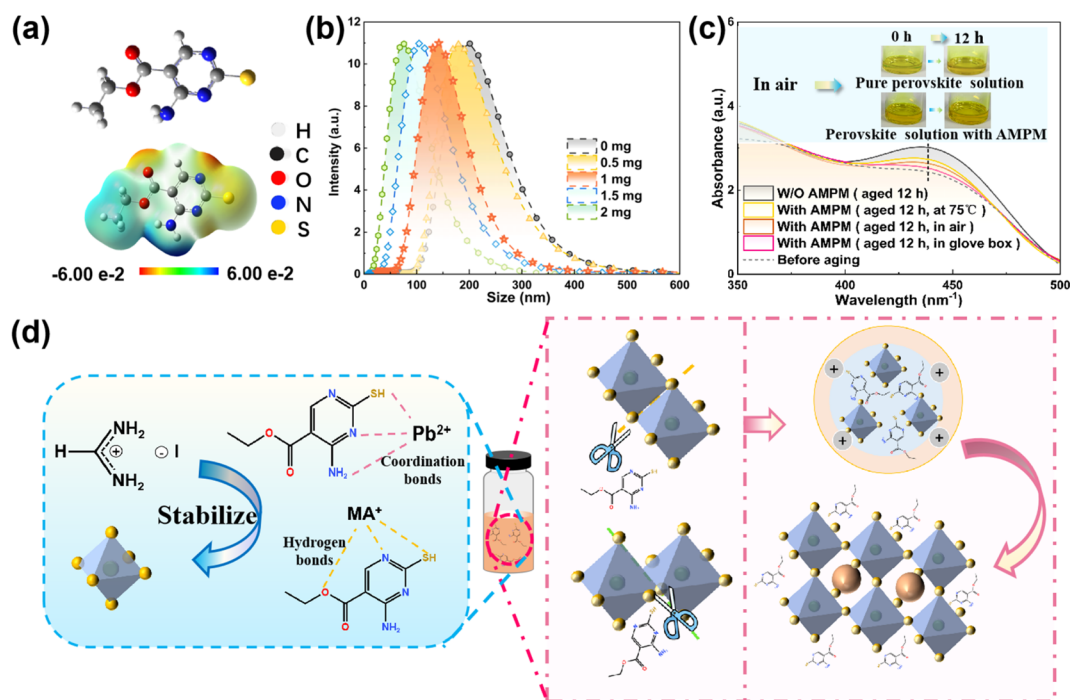 (a)
H
C
O
N
S
-6.00 e-2
6.00 e-2
(b)
Intensity (a.u.)
12
10
8
6
4
2
0
0 mg
0.5 mg
1 mg
1.5 mg
2 mg
0 100 200 300 400 500 600
Size (nm)
(c)
Absorbance (a.u.)
6
5
4
3
2
1
0
0 h
12 h
In air
Pure perovskite solution
Perovskite solution with AMPM
W/O AMPM ( aged 12 h)
With AMPM ( aged 12 h, at 75℃ )
With AMPM ( aged 12 h, in air )
With AMPM ( aged 12 h, in glove box )
Before aging
350 400 450 500
Wavelength (nm⁻¹)
(d)
NH₂
H
+
- I
NH₂
Stabilize
N
SH
O
N
O
NH₂
Pb²⁺
Coordination
bonds
MA⁺
Hydrogen
bonds
N
SH
O
N
O
NH₂
+
+
+
+